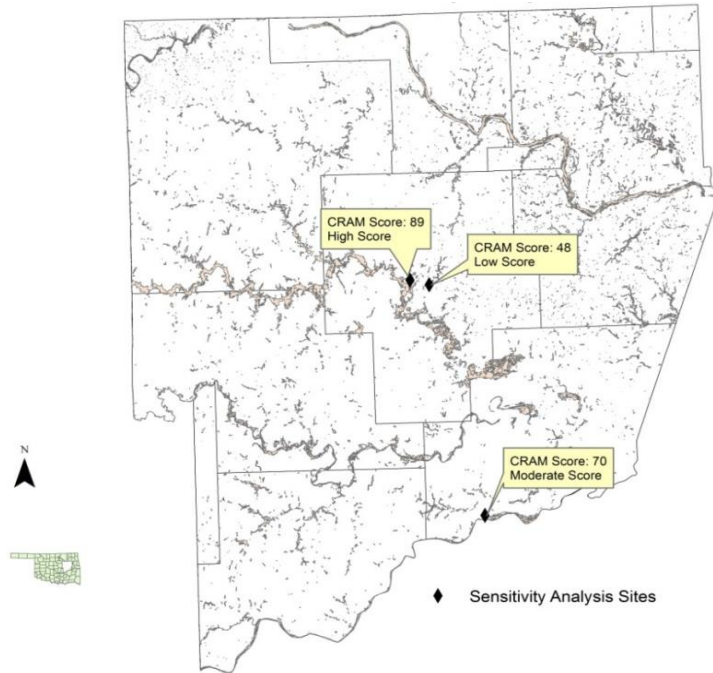 CRAM Score: 89
High Score
CRAM Score: 48
Low Score
CRAM Score: 70
Moderate Score
N
Sensitivity Analysis Sites